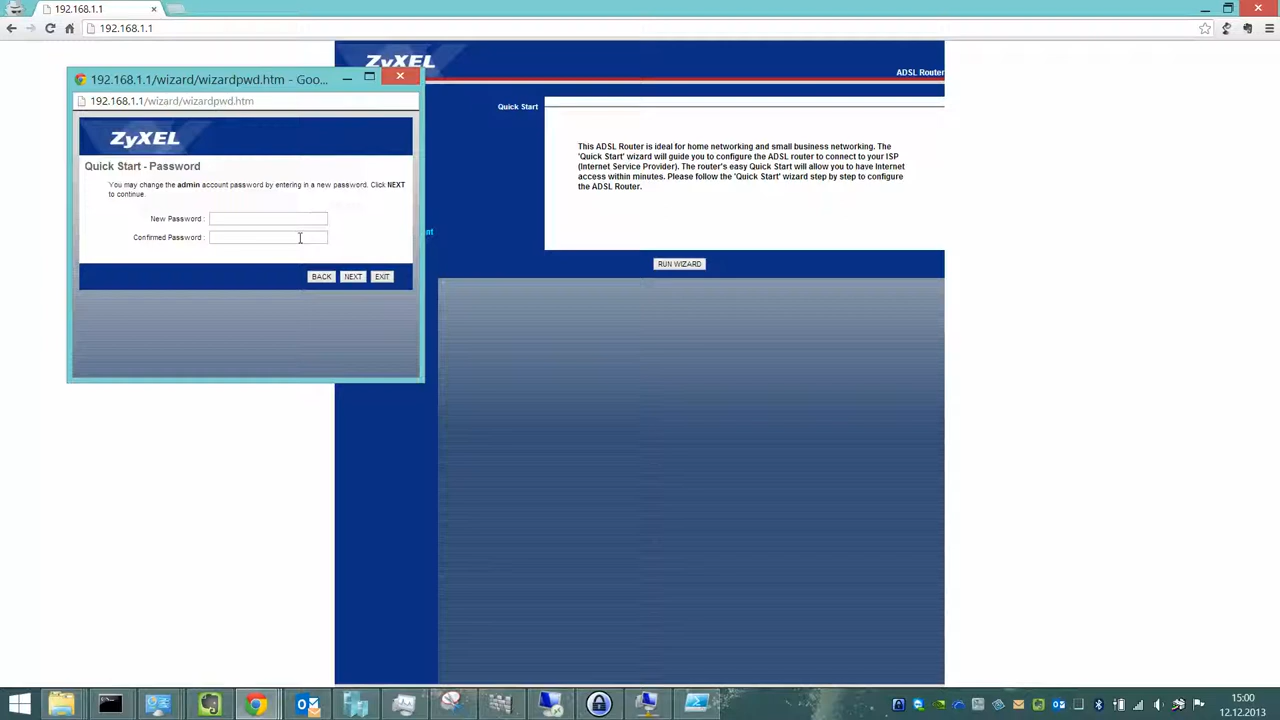 192.168.1.1
192.168.1.1
ZyXEL
ADSL Router
192.168.1.1/wizard/wizardpwd.htm - Goo...
192.168.1.1/wizard/wizardpwd.htm
ZyXEL
Quick Start - Password
You may change the admin account password by entering in a new password. Click NEXT
to continue.
New Password :
Confirmed Password :
BACK
NEXT
EXIT
Quick Start
This ADSL Router is ideal for home networking and small business networking. The
'Quick Start' wizard will guide you to configure the ADSL router to connect to your ISP
(Internet Service Provider). The router's easy Quick Start will allow you to have Internet
access within minutes. Please follow the 'Quick Start' wizard step by step to configure
the ADSL Router.
nt
RUN WIZARD
15:00
12.12.2013